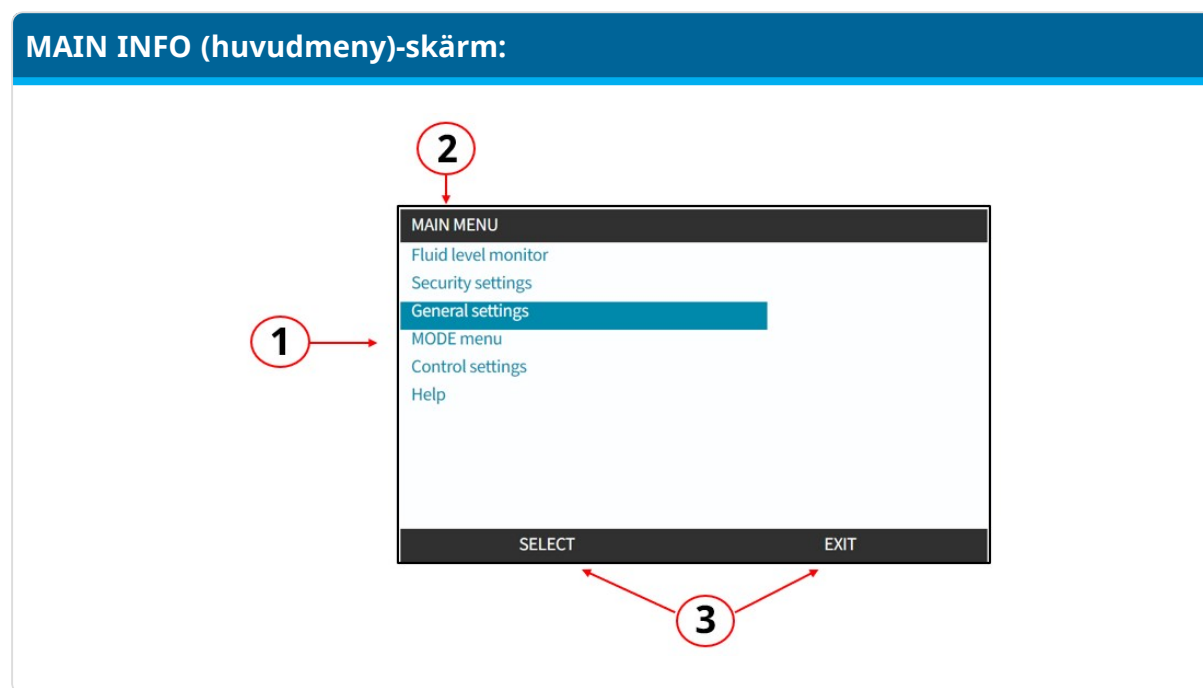 MAIN INFO (huvudmeny)-skärm:
2
MAIN MENU
Fluid level monitor
Security settings
General settings
1
MODE menu
Control settings
Help
SELECT EXIT
3